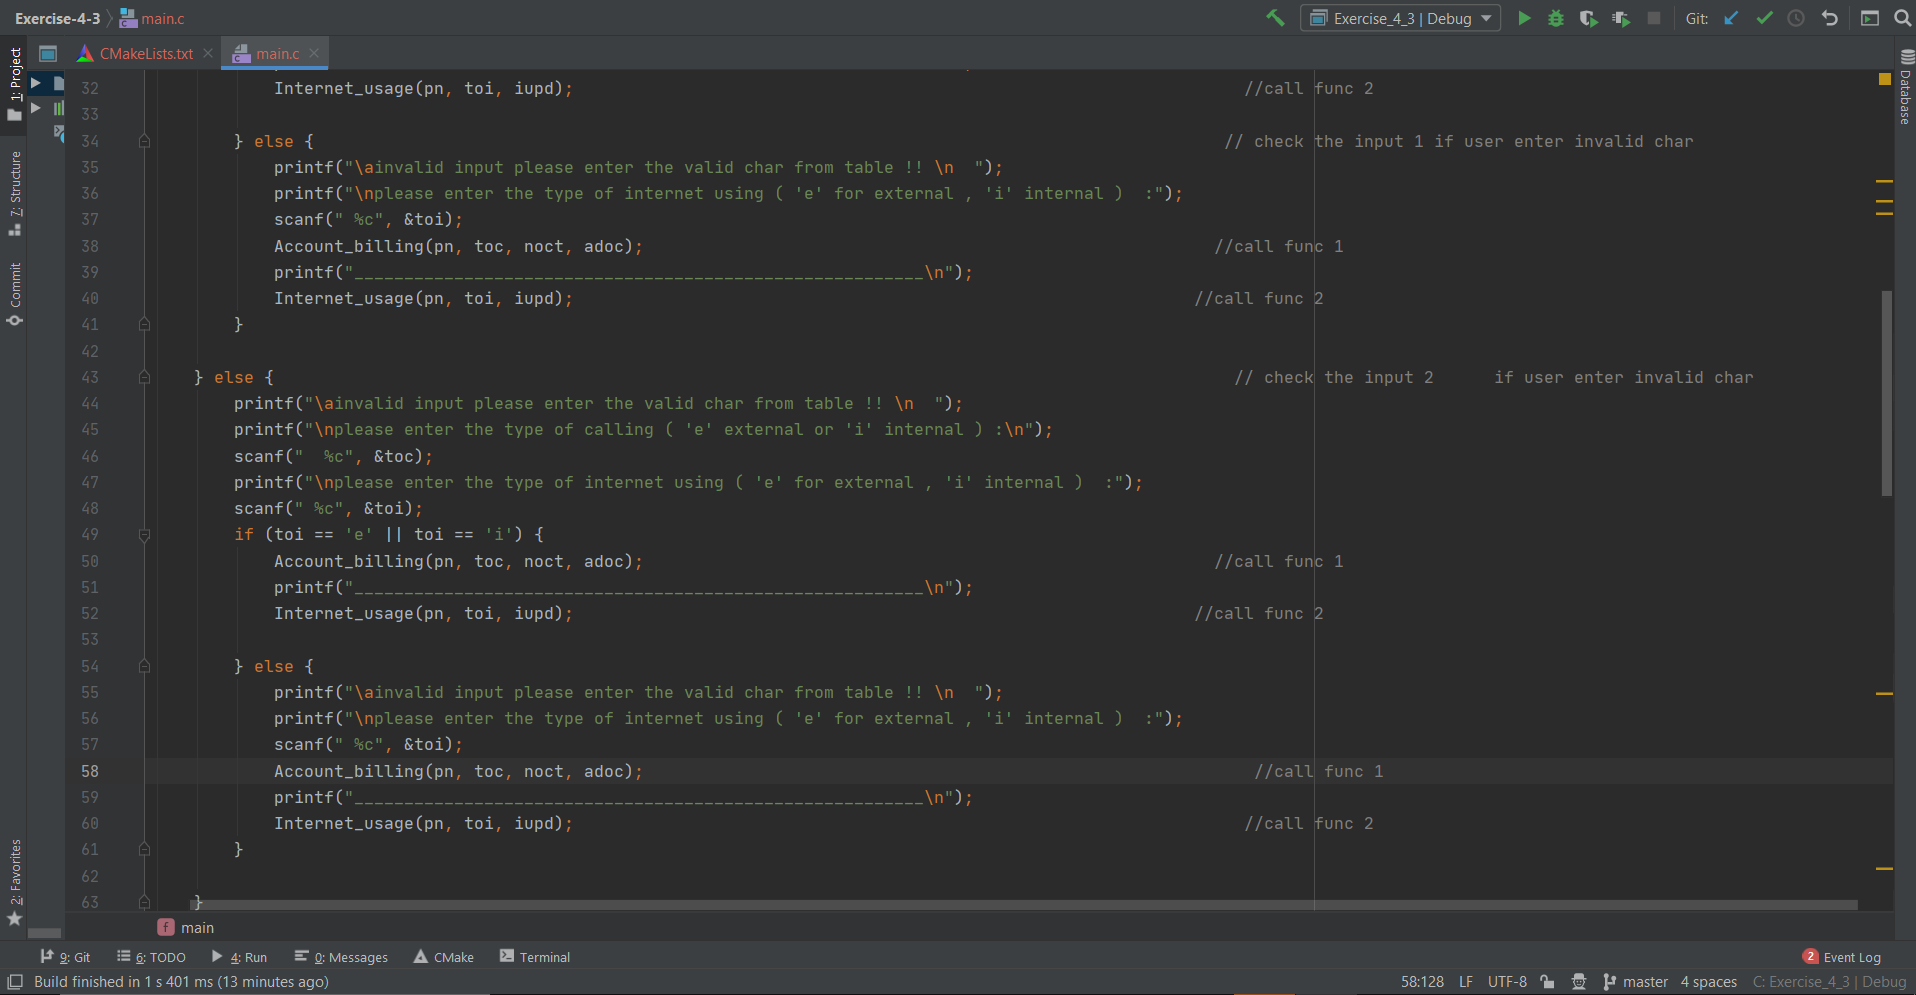 Exercise-4-3 main.c Exercise_4_3 | Debug Git:
CMakeLists.txt main.c
1: Project
7: Structure
Commit
2: Favorites
Database
32 Internet_usage(pn, toi, iupd); //call func 2
33
34 } else { // check the input 1 if user enter invalid char
35 printf("\ainvalid input please enter the valid char from table !! \n  ");
36 printf("\nplease enter the type of internet using ( 'e' for external , 'i' internal )  :");
37 scanf(" %c", &toi);
38 Account_billing(pn, toc, noct, adoc); //call func 1
39 printf("_________________________________________________________\n");
40 Internet_usage(pn, toi, iupd); //call func 2
41 }
42
43 } else { // check the input 2      if user enter invalid char
44 printf("\ainvalid input please enter the valid char from table !! \n  ");
45 printf("\nplease enter the type of calling ( 'e' external or 'i' internal ) :\n");
46 scanf("  %c", &toc);
47 printf("\nplease enter the type of internet using ( 'e' for external , 'i' internal )  :");
48 scanf(" %c", &toi);
49 if (toi == 'e' || toi == 'i') {
50 Account_billing(pn, toc, noct, adoc); //call func 1
51 printf("_________________________________________________________\n");
52 Internet_usage(pn, toi, iupd); //call func 2
53
54 } else {
55 printf("\ainvalid input please enter the valid char from table !! \n  ");
56 printf("\nplease enter the type of internet using ( 'e' for external , 'i' internal )  :");
57 scanf(" %c", &toi);
58 Account_billing(pn, toc, noct, adoc); //call func 1
59 printf("_________________________________________________________\n");
60 Internet_usage(pn, toi, iupd); //call func 2
61 }
62
63 }
f main
9: Git 6: TODO 4: Run 0: Messages CMake Terminal 2 Event Log
Build finished in 1 s 401 ms (13 minutes ago) 58:128 LF UTF-8 master 4 spaces C: Exercise_4_3 | Debug